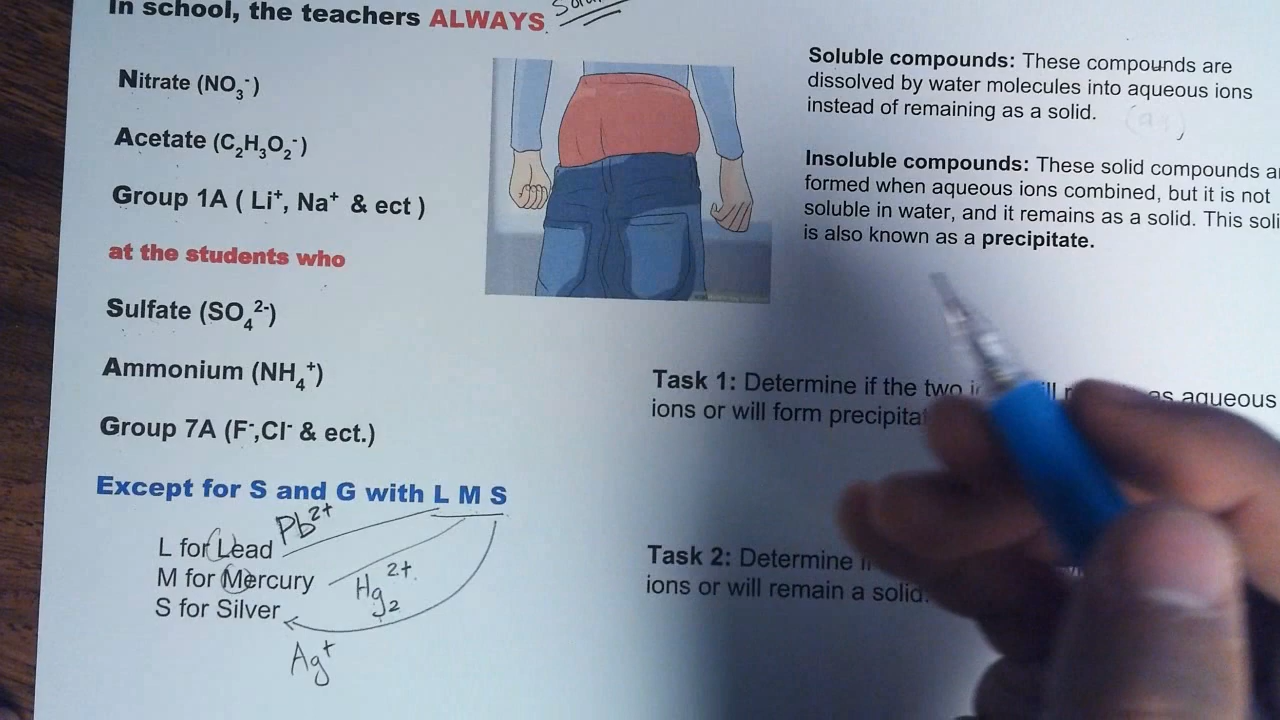 In school, the teachers ALWAYS
Nitrate (NO₃⁻)
Acetate (C₂H₃O₂⁻)
Group 1A ( Li⁺, Na⁺ & ect )
at the students who
Sulfate (SO₄²⁻)
Ammonium (NH₄⁺)
Group 7A (F⁻,Cl⁻ & ect.)
Except for S and G with L M S
L for Lead Pb²⁺
M for Mercury Hg₂²⁺
S for Silver
Ag⁺
Soluble compounds: These compounds are
dissolved by water molecules into aqueous ions
instead of remaining as a solid. (aq)
Insoluble compounds: These solid compounds
formed when aqueous ions combined, but it is not
soluble in water, and it remains as a solid. This
is also known as a precipitate.
Task 1: Determine if the two as aqueous
ions or will form
Task 2: Determine
ions or will remain a solid.